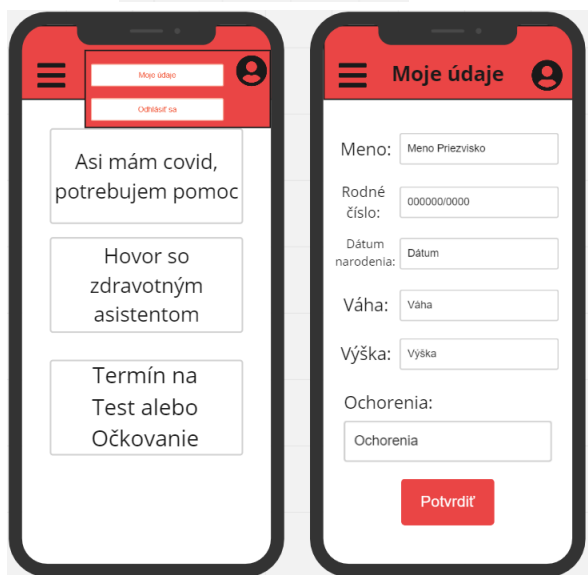 Moje údaje
Odhlásiť sa
Asi mám covid,
potrebujem pomoc
Hovor so
zdravotným
asistentom
Termín na
Test alebo
Očkovanie
Moje údaje
Meno:
Meno Priezvisko
Rodné
číslo:
000000/0000
Dátum
narodenia:
Dátum
Váha:
Váha
Výška:
Výška
Ochorenia:
Ochorenia
Potvrdiť